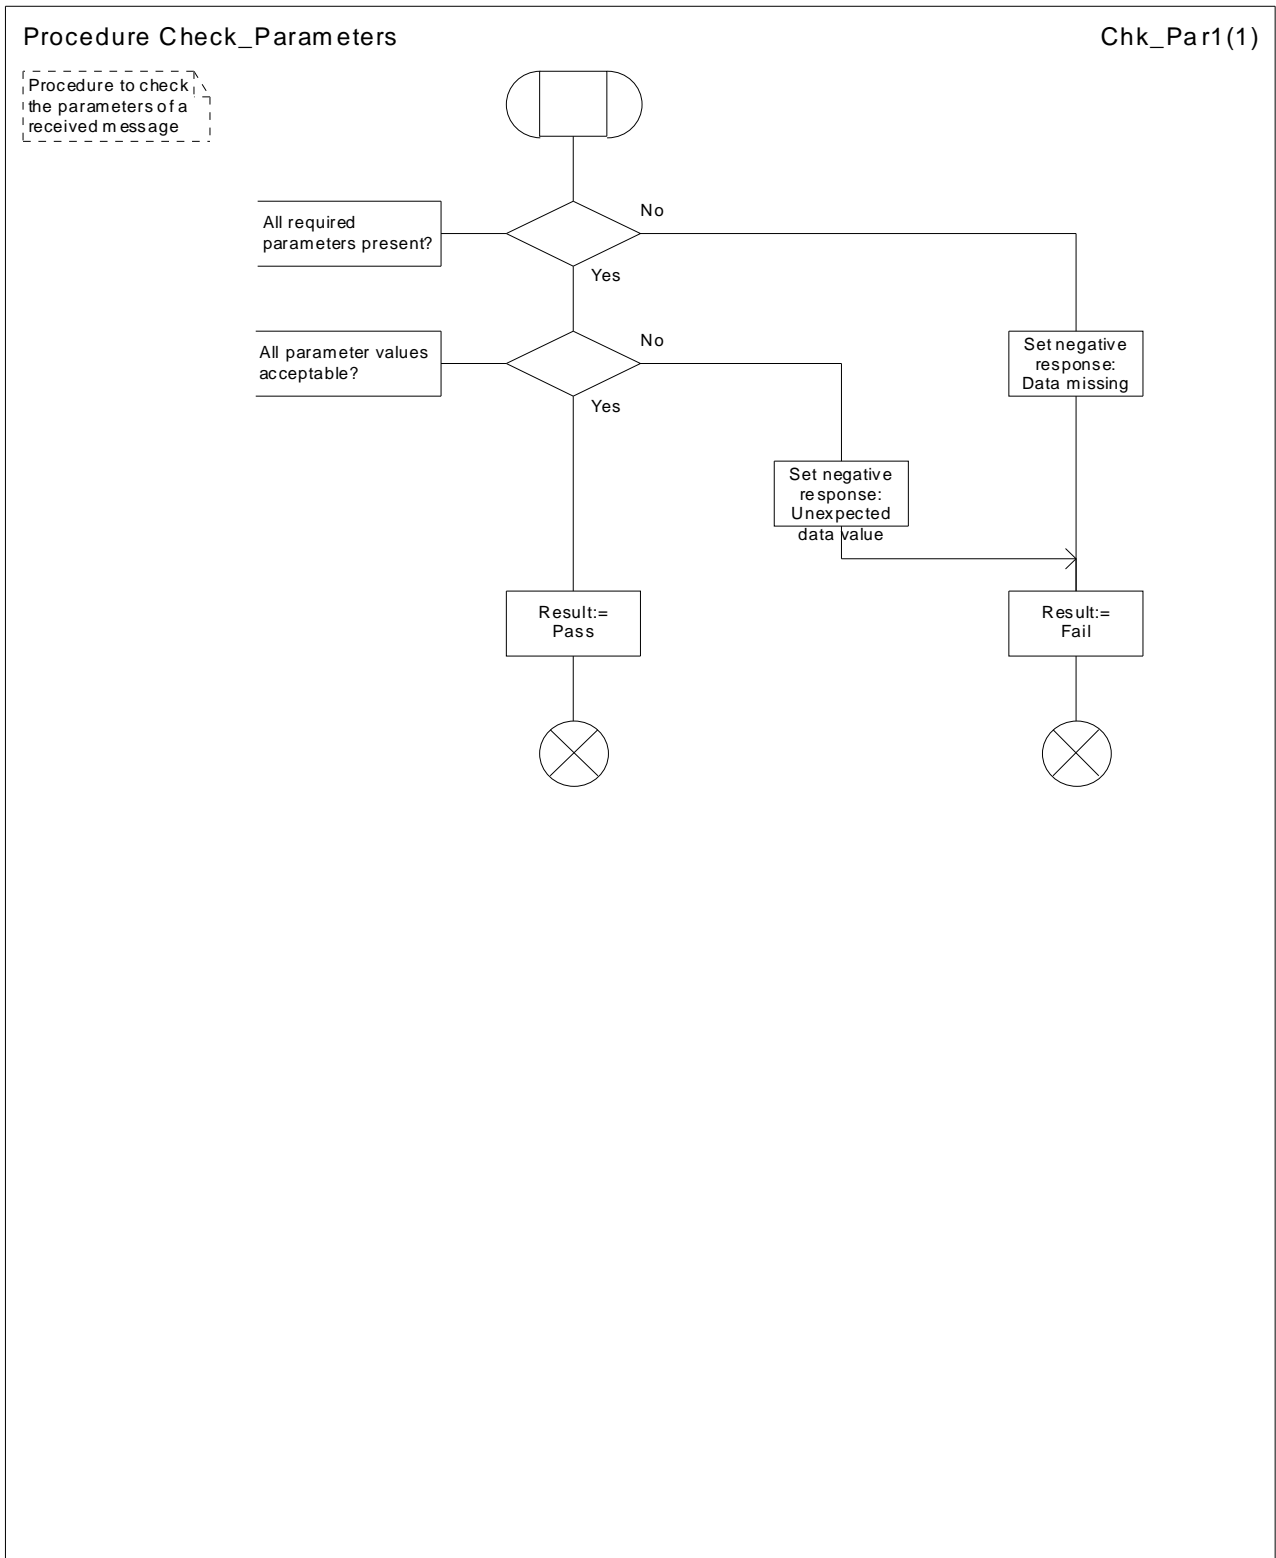 Procedure Check_Parameters
Chk_Par1(1)
Procedure to check
the parameters of a
received message
All required
parameters present?
No
Yes
All parameter values
acceptable?
No
Yes
Set negative
response:
Data missing
Set negative
response:
Unexpected
data value
Result:=
Pass
Result:=
Fail